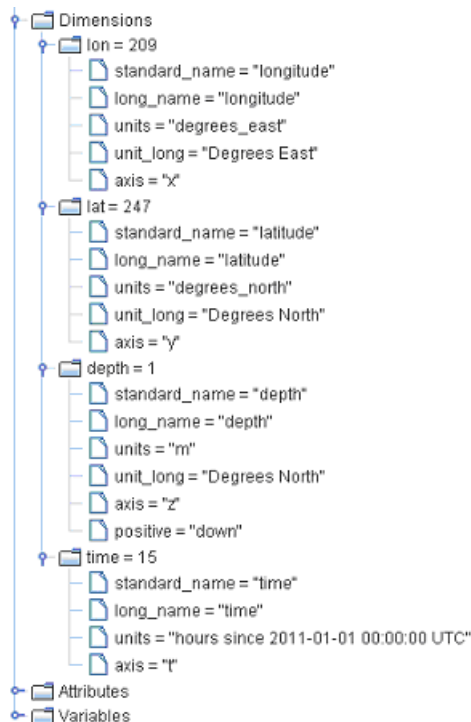 Dimensions
lon = 209
standard_name = "longitude"
long_name = "longitude"
units = "degrees_east"
unit_long = "Degrees East"
axis = "x"
lat = 247
standard_name = "latitude"
long_name = "latitude"
units = "degrees_north"
unit_long = "Degrees North"
axis = "y"
depth = 1
standard_name = "depth"
long_name = "depth"
units = "m"
unit_long = "Degrees North"
axis = "z"
positive = "down"
time = 15
standard_name = "time"
long_name = "time"
units = "hours since 2011-01-01 00:00:00 UTC"
axis = "t"
Attributes
Variables